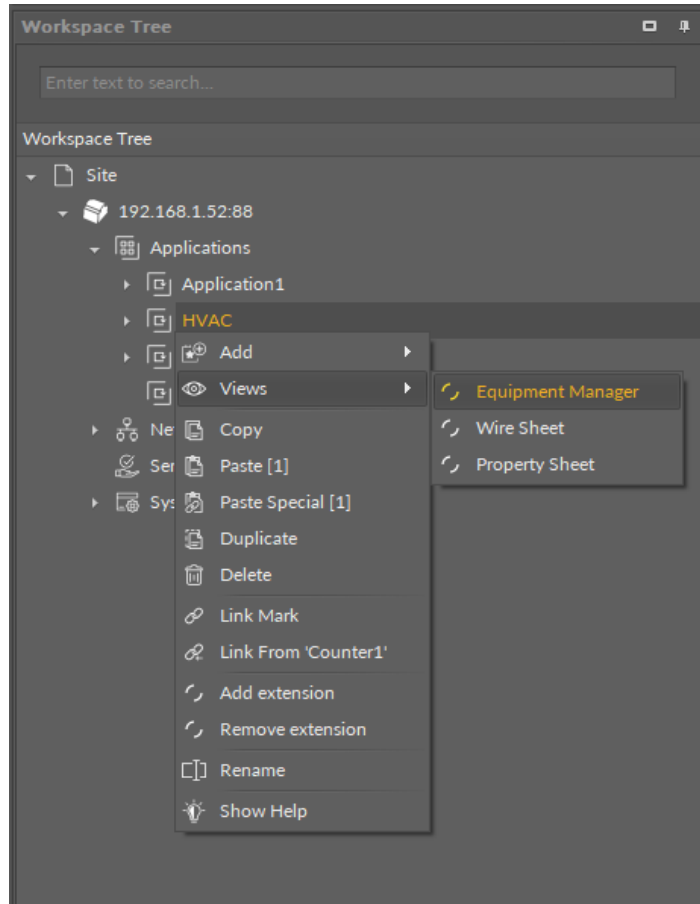 Workspace Tree
Enter text to search...
Workspace Tree
Site
192.168.1.52:88
Applications
Application1
HVAC
Add
Views
Equipment Manager
Copy
Wire Sheet
Paste [1]
Property Sheet
Paste Special [1]
Duplicate
Delete
Link Mark
Link From 'Counter1'
Add extension
Remove extension
Rename
Show Help